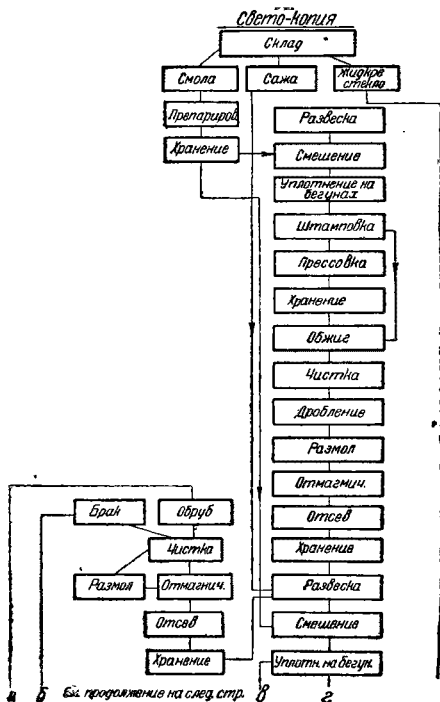 Свето-копия
Склад
Смола
Сажа
Жидкое
стекло
Препариров.
Хранение
Развеска
Смешение
Уплотнение на
бегунах
Штамповка
Прессовка
Хранение
Обжиг
Чистка
Дробление
Размол
Отмагнич.
Отсев
Хранение
Развеска
Смешение
Уплотн. на бегун.
Брак
Обруб
Чистка
Размол
Отмагнич.
Отсев
Хранение
а б См. продолжение на след. стр. в г